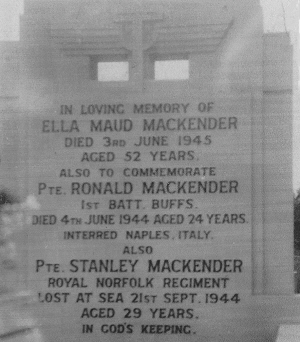 IN LOVING MEMORY OF
ELLA MAUD MACKENDER
DIED 3RD JUNE 1945
AGED 52 YEARS.
ALSO TO COMMEMORATE
PTE. RONALD MACKENDER
1ST BATT. BUFFS.
DIED 4TH JUNE 1944 AGED 24 YEARS.
INTERRED NAPLES, ITALY.
ALSO
PTE. STANLEY MACKENDER
ROYAL NORFOLK REGIMENT
LOST AT SEA 21ST SEPT. 1944
AGED 29 YEARS.
IN GOD'S KEEPING.